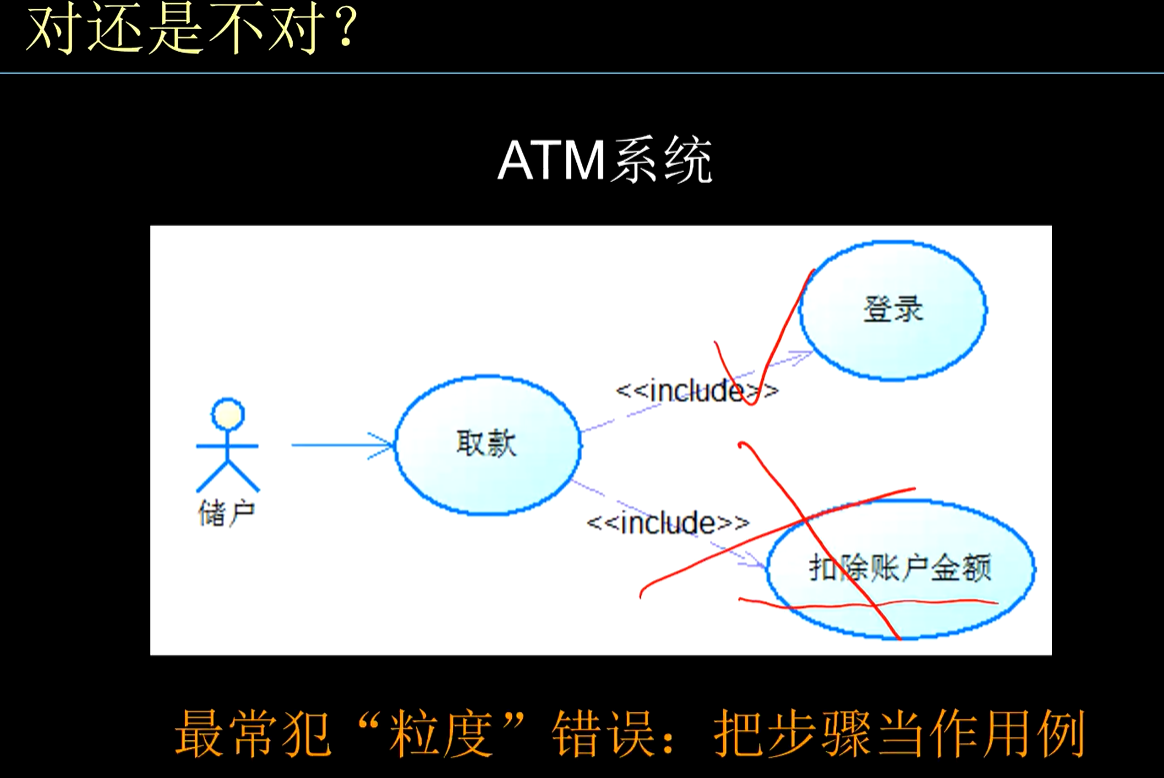 对还是不对？
ATM系统
登录
<<include>>
取款
储户
<<include>>
扣除账户金额
最常犯“粒度”错误：把步骤当作用例